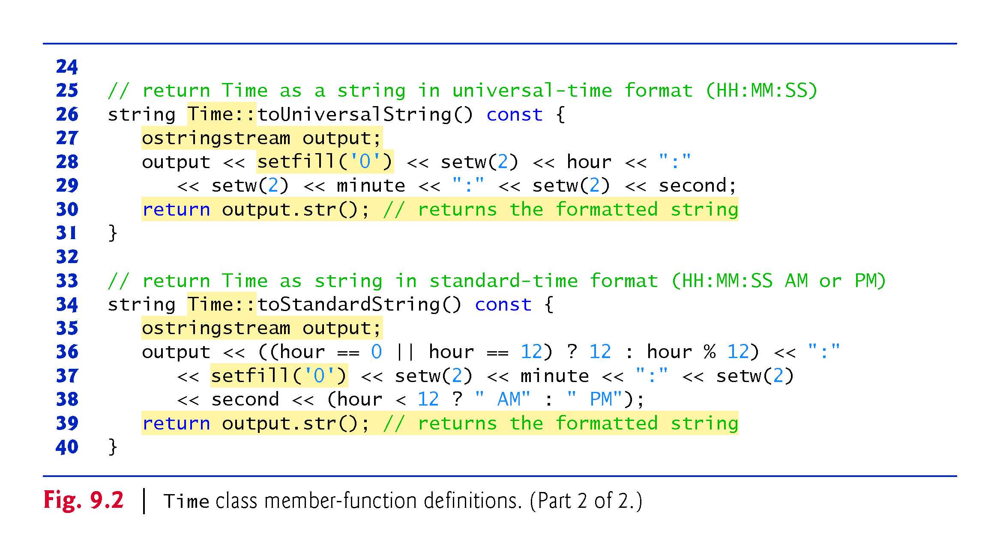 24
25 // return Time as a string in universal-time format (HH:MM:SS)
26 string Time::toUniversalString() const {
27 ostringstream output;
28 output << setfill('0') << setw(2) << hour << ":"
29 << setw(2) << minute << ":" << setw(2) << second;
30 return output.str(); // returns the formatted string
31 }
32
33 // return Time as string in standard-time format (HH:MM:SS AM or PM)
34 string Time::toStandardString() const {
35 ostringstream output;
36 output << ((hour == 0 || hour == 12) ? 12 : hour % 12) << ":"
37 << setfill('0') << setw(2) << minute << ":" << setw(2)
38 << second << (hour < 12 ? " AM" : " PM");
39 return output.str(); // returns the formatted string
40 }
Fig. 9.2 | Time class member-function definitions. (Part 2 of 2.)